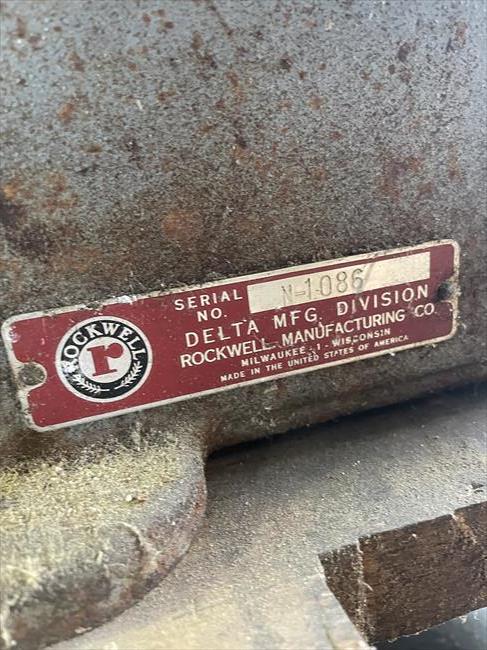 SERIAL
NO. N-1086
DELTA MFG. DIVISION
ROCKWELL MANUFACTURING CO.
MILWAUKEE - 1 - WISCONSIN
MADE IN THE UNITED STATES OF AMERICA
ROCKWELL
r